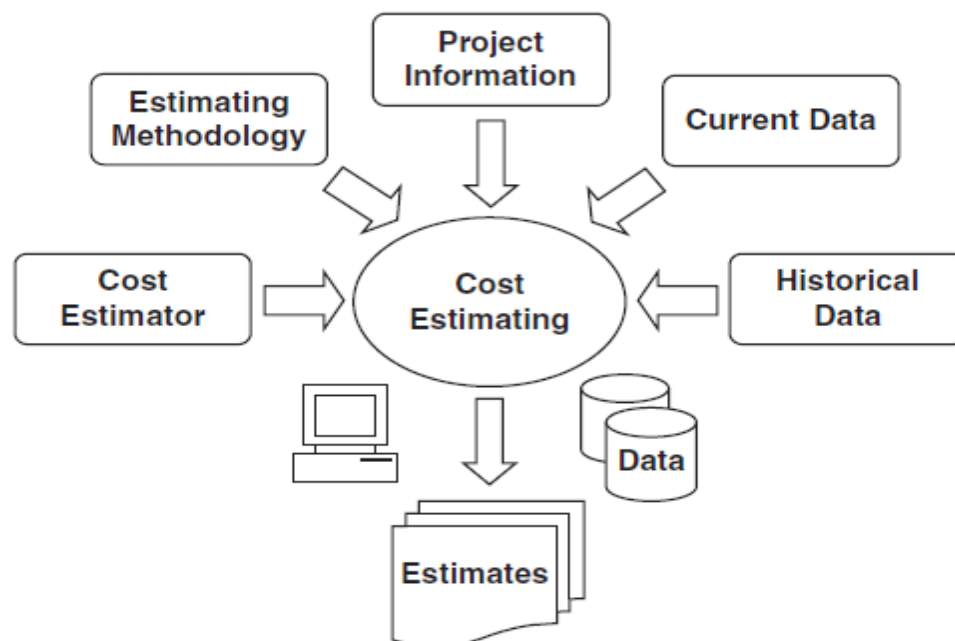 Project
Information
Estimating
Methodology
Current Data
Cost
Estimator
Cost
Estimating
Historical
Data
Data
Estimates